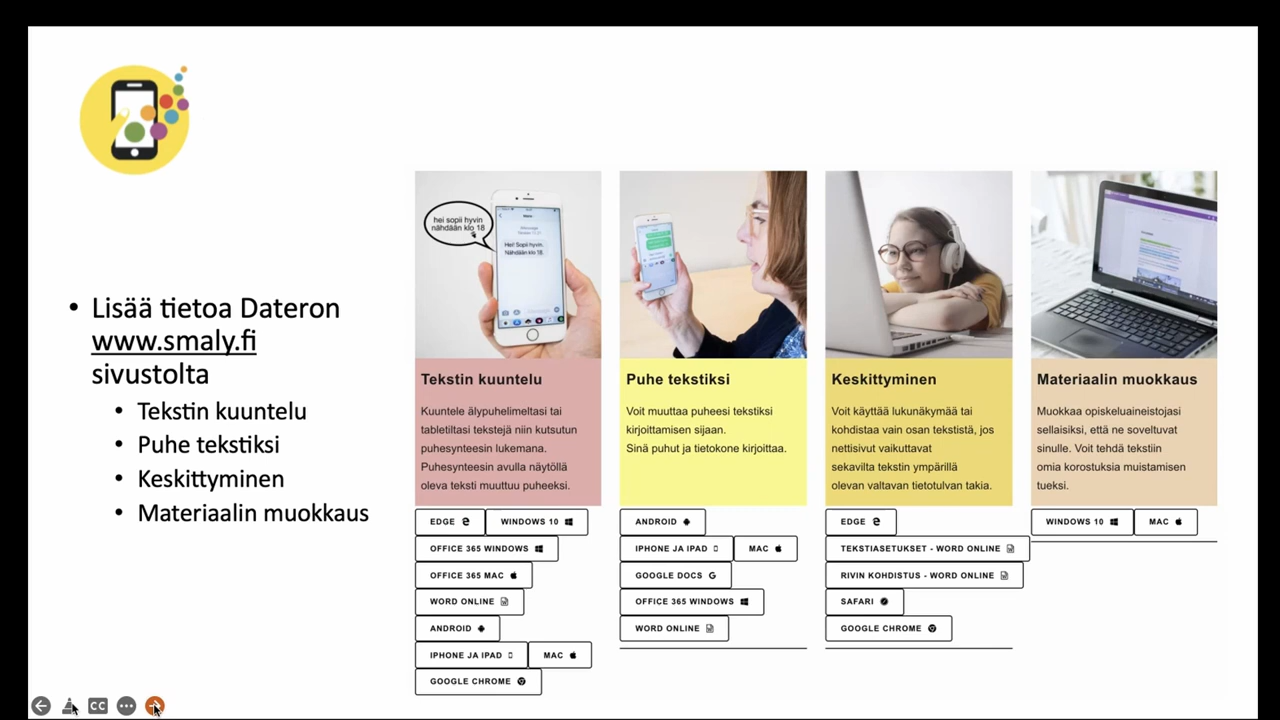 • Lisää tietoa Dateron
www.smaly.fi
sivustolta
• Tekstin kuuntelu
• Puhe tekstiksi
• Keskittyminen
• Materiaalin muokkaus
hei sopii hyvin
nähdään klo 18
Hei! Sopii hyvin.
Nähdään klo 18.
Tekstin kuuntelu
Kuuntele älypuhelimeltasi tai
tabletiltasi tekstejä niin kutsutun
puhesynteesin lukemana.
Puhesynteesin avulla näytöllä
oleva teksti muuttuu puheeksi.
EDGE
WINDOWS 10
OFFICE 365 WINDOWS
OFFICE 365 MAC
WORD ONLINE
ANDROID
IPHONE JA IPAD
MAC
GOOGLE CHROME
Puhe tekstiksi
Voit muuttaa puheesi tekstiksi
kirjoittamisen sijaan.
Sinä puhut ja tietokone kirjoittaa.
ANDROID
IPHONE JA IPAD
MAC
GOOGLE DOCS
OFFICE 365 WINDOWS
WORD ONLINE
Keskittyminen
Voit käyttää lukunäkymää tai
kohdistaa vain osan tekstistä, jos
nettisivut vaikuttavat
sekavilta tekstin ympärillä
olevan valtavan tietotulvan takia.
EDGE
TEKSTIASETUKSET - WORD ONLINE
RIVIN KOHDISTUS - WORD ONLINE
SAFARI
GOOGLE CHROME
Materiaalin muokkaus
Muokkaa opiskeluaineistojasi
sellaisiksi, että ne soveltuvat
sinulle. Voit tehdä tekstiin
omia korostuksia muistamisen
tueksi.
WINDOWS 10
MAC
CC